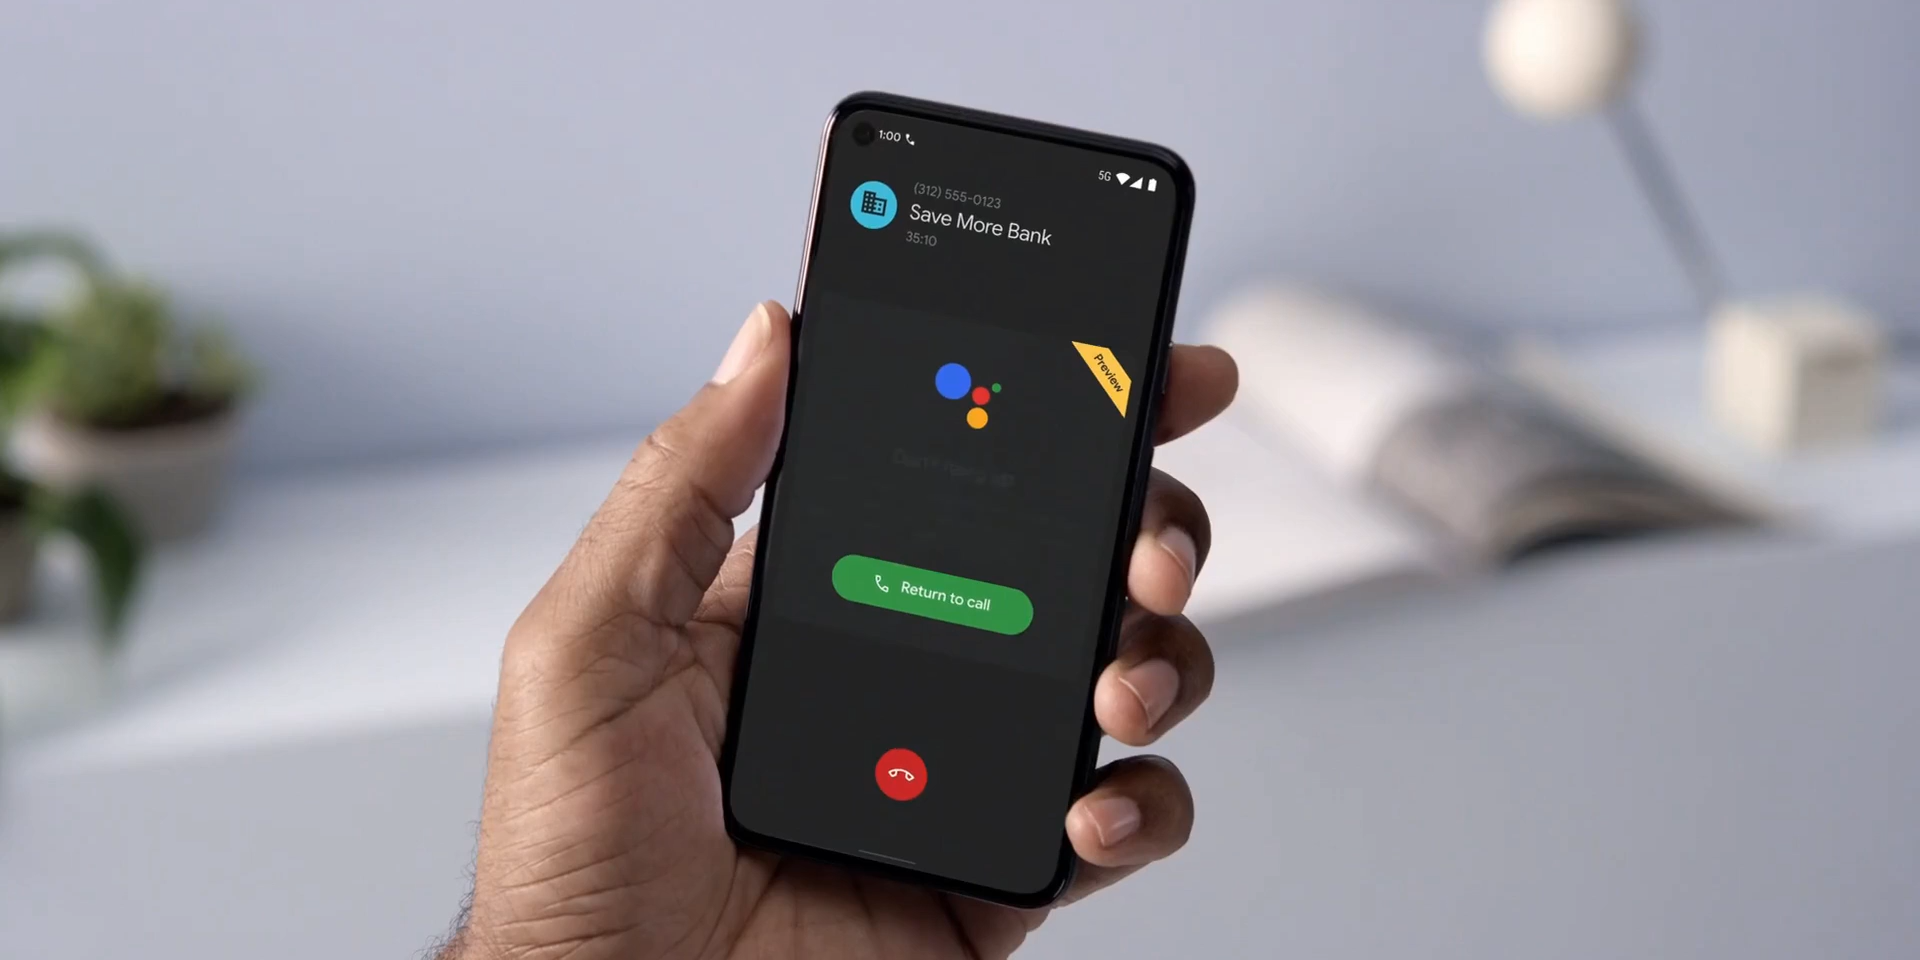 1:00
5G
(312) 555-0123
Save More Bank
35:10
Preview
Return to call